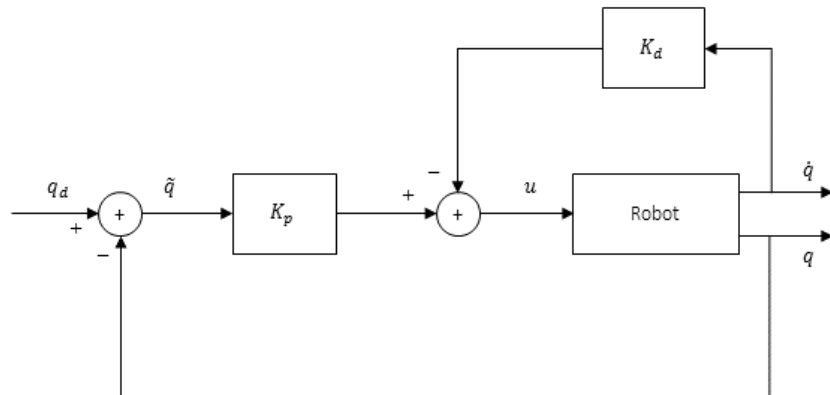 K_d
−
q_d
q̃
+
u
q̇
+
+
K_p
+
Robot
−
q